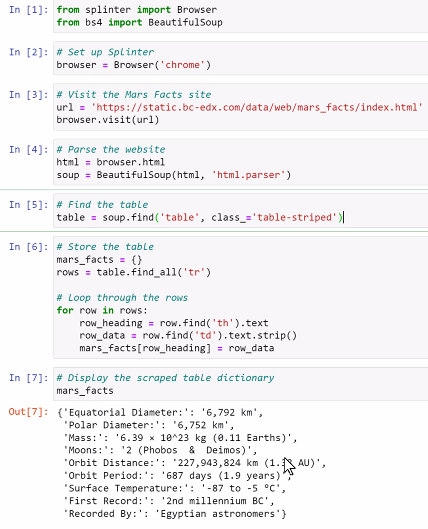 In [1]: from splinter import Browser
from bs4 import BeautifulSoup
In [2]: # Set up Splinter
browser = Browser('chrome')
In [3]: # Visit the Mars Facts site
url = 'https://static.bc-edx.com/data/web/mars_facts/index.html'
browser.visit(url)
In [4]: # Parse the website
html = browser.html
soup = BeautifulSoup(html, 'html.parser')
In [5]: # Find the table
table = soup.find('table', class_='table-striped')
In [6]: # Store the table
mars_facts = {}
rows = table.find_all('tr')
# Loop through the rows
for row in rows:
row_heading = row.find('th').text
row_data = row.find('td').text.strip()
mars_facts[row_heading] = row_data
In [7]: # Display the scraped table dictionary
mars_facts
Out[7]: {'Equatorial Diameter:': '6,792 km',
'Polar Diameter:': '6,752 km',
'Mass:': '6.39 × 10^23 kg (0.11 Earths)',
'Moons:': '2 (Phobos & Deimos)',
'Orbit Distance:': '227,943,824 km AU)',
'Orbit Period:': '687 days (1.9 years)',
'Surface Temperature:': '-87 to -5 °C',
'First Record:': '2nd millennium BC',
'Recorded By:': 'Egyptian astronomers'}